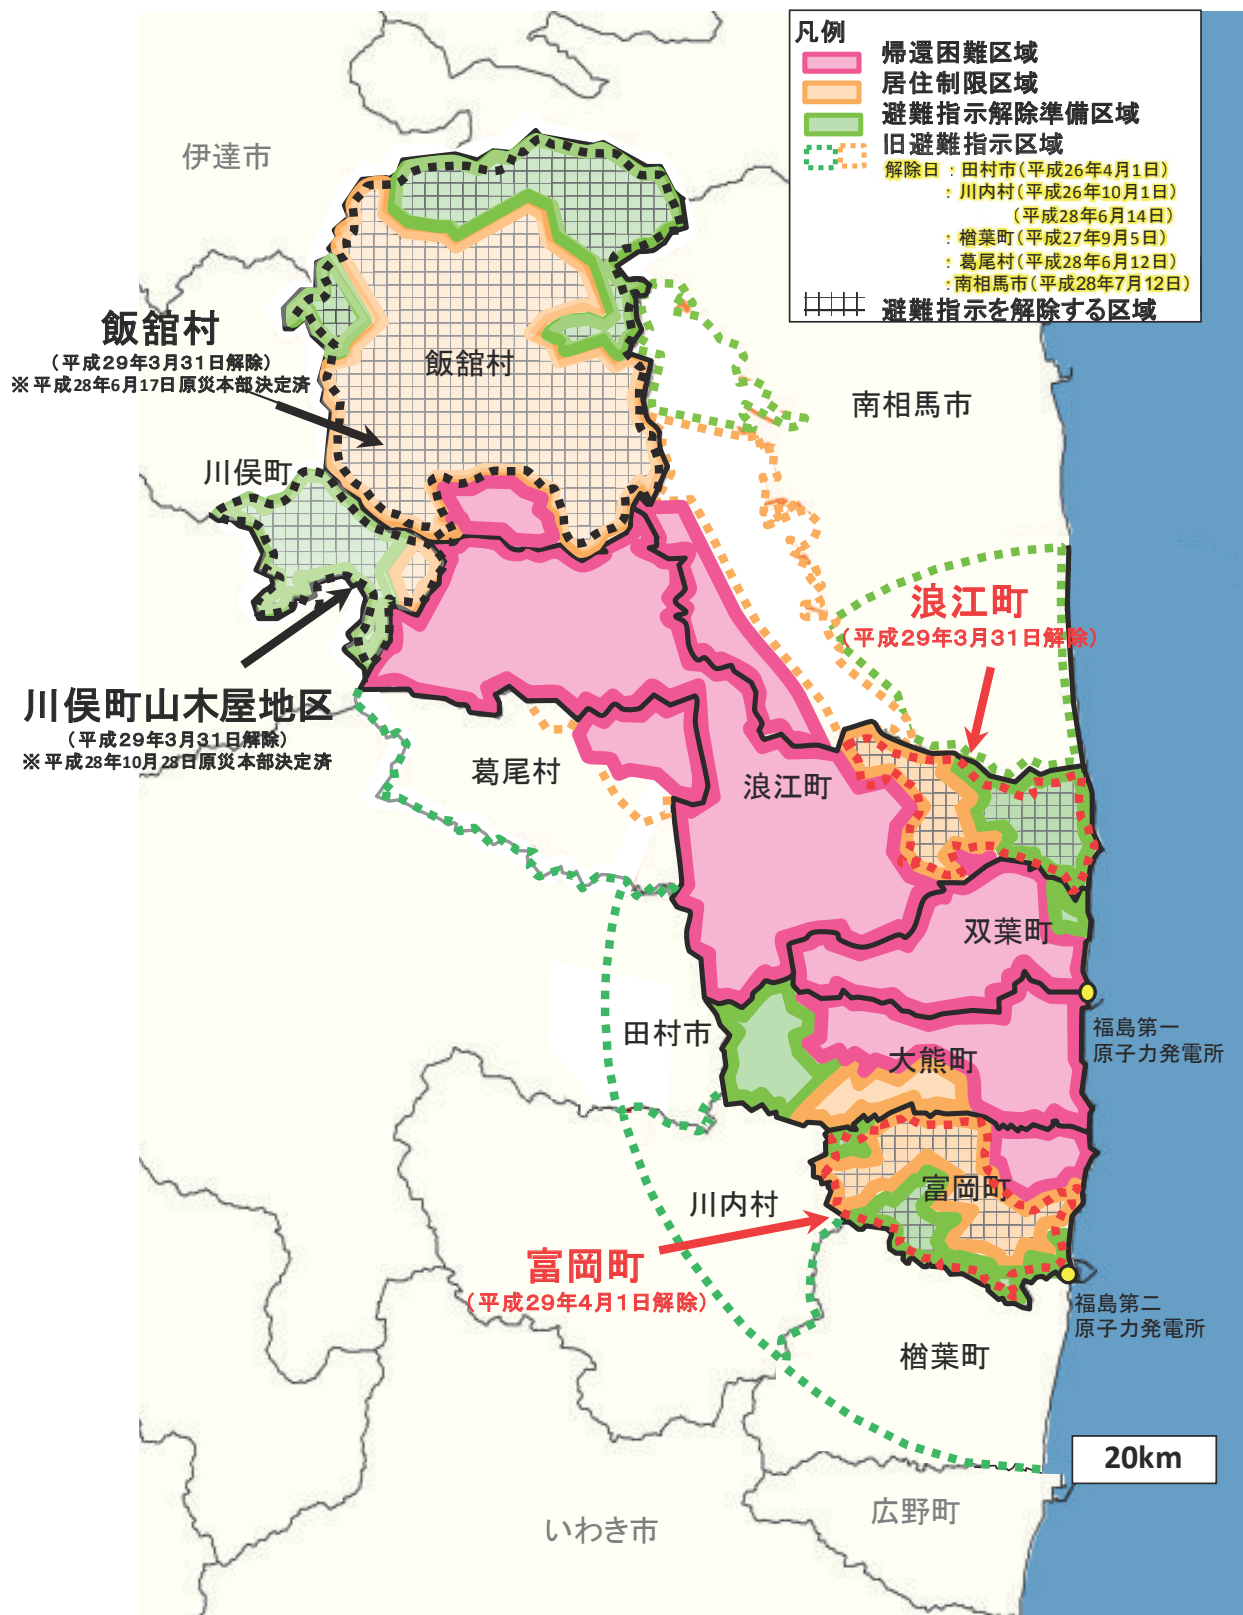 凡例
帰還困難区域
居住制限区域
避難指示解除準備区域
旧避難指示区域
解除日：田村市（平成26年4月1日）
：川内村（平成26年10月1日）
（平成28年6月14日）
：楢葉町（平成27年9月5日）
：葛尾村（平成28年6月12日）
：南相馬市（平成28年7月12日）
避難指示を解除する区域
伊達市
飯舘村
（平成29年3月31日解除）
※平成28年6月17日原災本部決定済
飯舘村
南相馬市
川俣町
浪江町
（平成29年3月31日解除）
川俣町山木屋地区
（平成29年3月31日解除）
※平成28年10月28日原災本部決定済
葛尾村
浪江町
双葉町
福島第一
原子力発電所
田村市
大熊町
富岡町
川内村
富岡町
（平成29年4月1日解除）
福島第二
原子力発電所
楢葉町
20km
広野町
いわき市